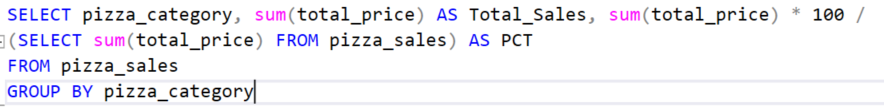 SELECT pizza_category, sum(total_price) AS Total_Sales, sum(total_price) * 100 /
(SELECT sum(total_price) FROM pizza_sales) AS PCT
FROM pizza_sales
GROUP BY pizza_category